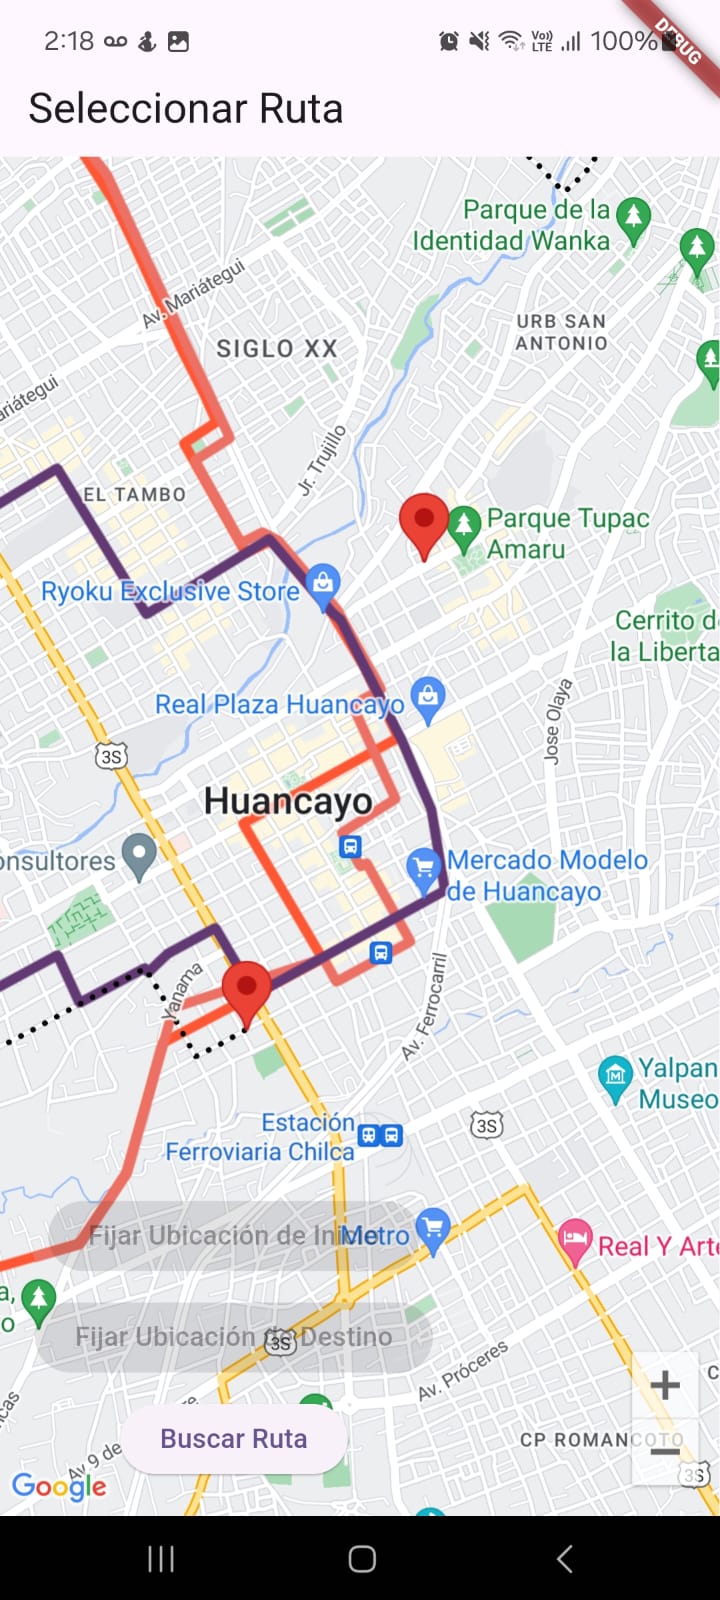 2:18
Vo))
LTE
100%
DEBUG
Seleccionar Ruta
Parque de la
Identidad Wanka
Av. Mariátegui
URB SAN
ANTONIO
SIGLO XX
Jr. Trujillo
EL TAMBO
Parque Tupac
Amaru
Ryoku Exclusive Store
Cerrito d
la Liberta
Real Plaza Huancayo
Jose Olaya
3S
Huancayo
onsultores
Mercado Modelo
de Huancayo
Yanama
Av. Ferrocarril
Yalpan
Museo
3S
Estación
Ferroviaria Chilca
Fijar Ubicación de Ini
Metro
Real Y Arte
a,
o
Fijar Ubicación de Destino
3S
Av. Próceres
Buscar Ruta
CP ROMANCOTO
Av 9 de
Google
3S